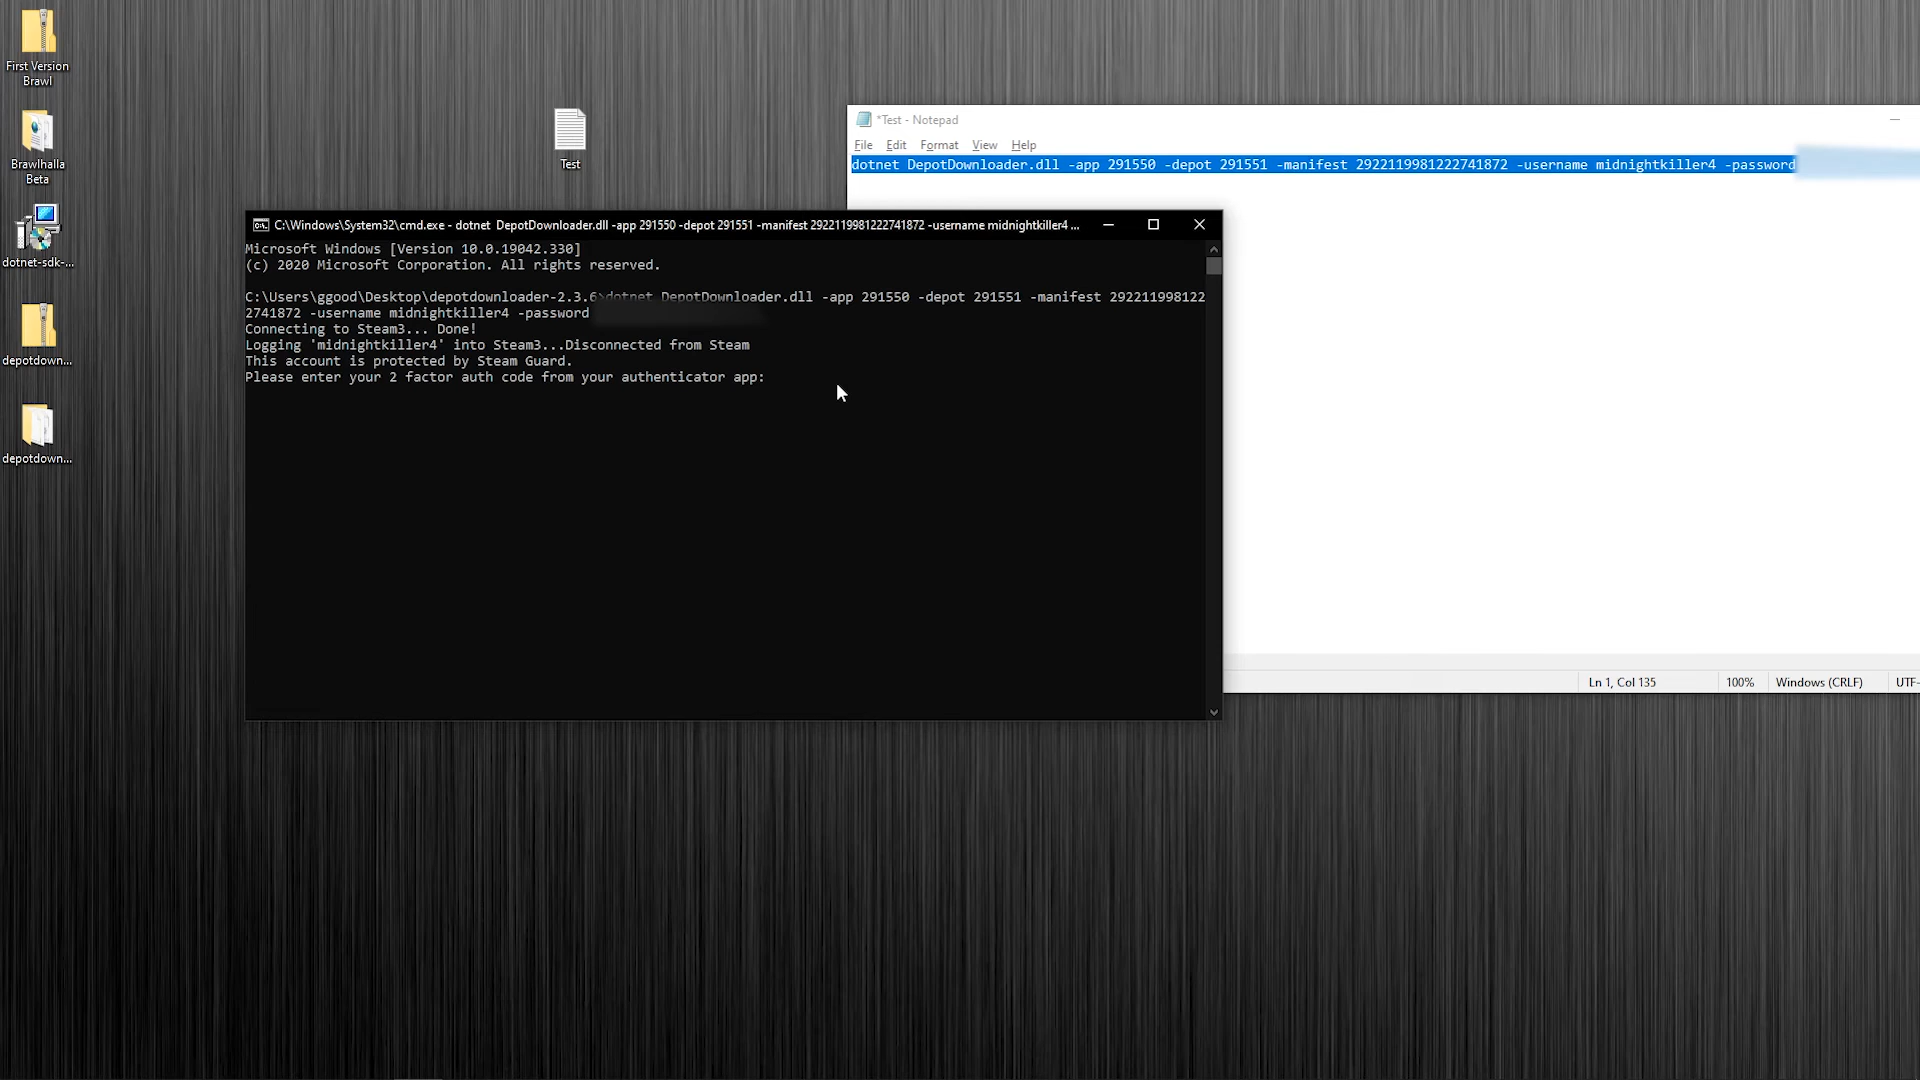 First Version
Brawl
Brawlhalla
Beta
dotnet-sdk-...
depotdown...
depotdown...
Test
*Test - Notepad
File Edit Format View Help
dotnet DepotDownloader.dll -app 291550 -depot 291551 -manifest 2922119981222741872 -username midnightkiller4 -password
C:\Windows\System32\cmd.exe - dotnet DepotDownloader.dll -app 291550 -depot 291551 -manifest 2922119981222741872 -username midnightkiller4 ...
Microsoft Windows [Version 10.0.19042.330]
(c) 2020 Microsoft Corporation. All rights reserved.
C:\Users\ggood\Desktop\depotdownloader-2.3.6>dotnet DepotDownloader.dll -app 291550 -depot 291551 -manifest 292211998122
2741872 -username midnightkiller4 -password
Connecting to Steam3... Done!
Logging 'midnightkiller4' into Steam3...Disconnected from Steam
This account is protected by Steam Guard.
Please enter your 2 factor auth code from your authenticator app:
Ln 1, Col 135 100% Windows (CRLF) UTF-